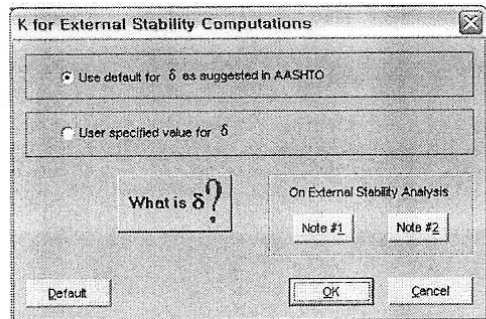 K for External Stability Computations
Use default for δ as suggested in AASHTO
User specified value for δ
What is δ?
On External Stability Analysis
Note #1
Note #2
Default
OK
Cancel